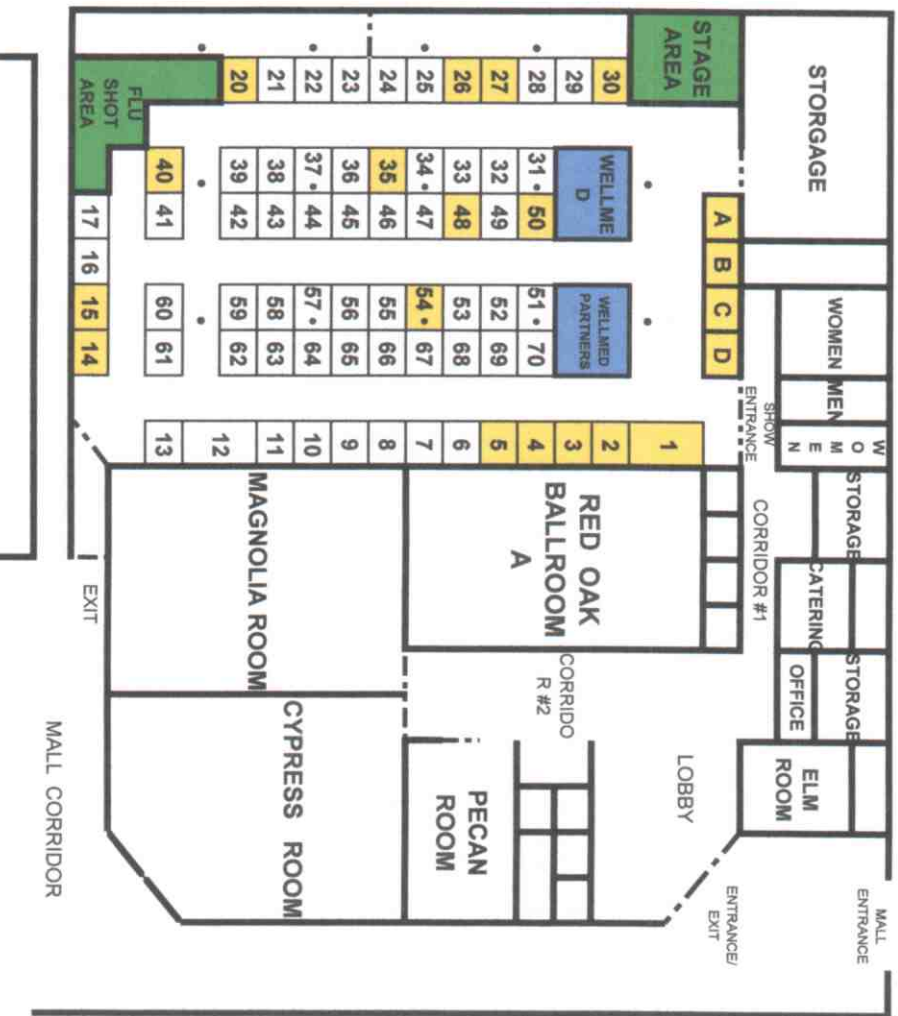 STORGAGE
WOMEN
MEN
W
O
M
E
N
STORAGE
CATERING
STORAGE
OFFICE
ELM
ROOM
MALL
ENTRANCE
STAGE
AREA
A
B
C
D
SHOW
ENTRANCE
CORRIDOR #1
LOBBY
ENTRANCE/
EXIT
30
29
28
27
26
25
24
23
22
21
20
WELLME
D
31 50
32 49
33 48
34 47
35 46
36 45
37 44
38 43
39 42
40 41
WELLMED
PARTNERS
51 70
52 69
53 68
54 67
55 66
56 65
57 64
58 63
59 62
60 61
1
2
3
4
5
6
7
8
9
10
11
12
13
RED OAK
BALLROOM
A
CORRIDO
R #2
PECAN
ROOM
MAGNOLIA ROOM
CYPRESS ROOM
FLU
SHOT
AREA
17
16
15
14
EXIT
MALL CORRIDOR